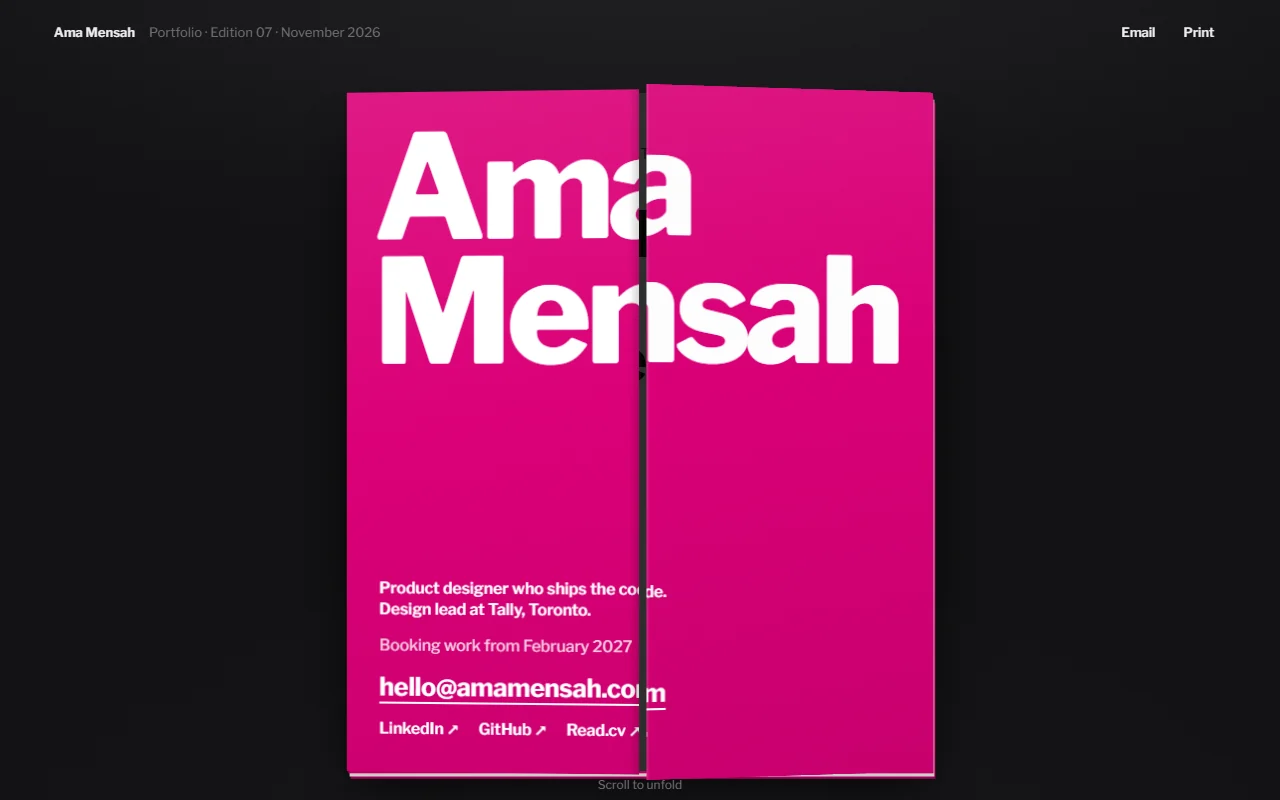 Ama Mensah Portfolio · Edition 07 · November 2026
Email Print
Ama
Mensah
Product designer who ships the code.
Design lead at Tally, Toronto.
Booking work from February 2027
hello@amamensah.com
LinkedIn ↗ GitHub ↗ Read.cv ↗
Scroll to unfold